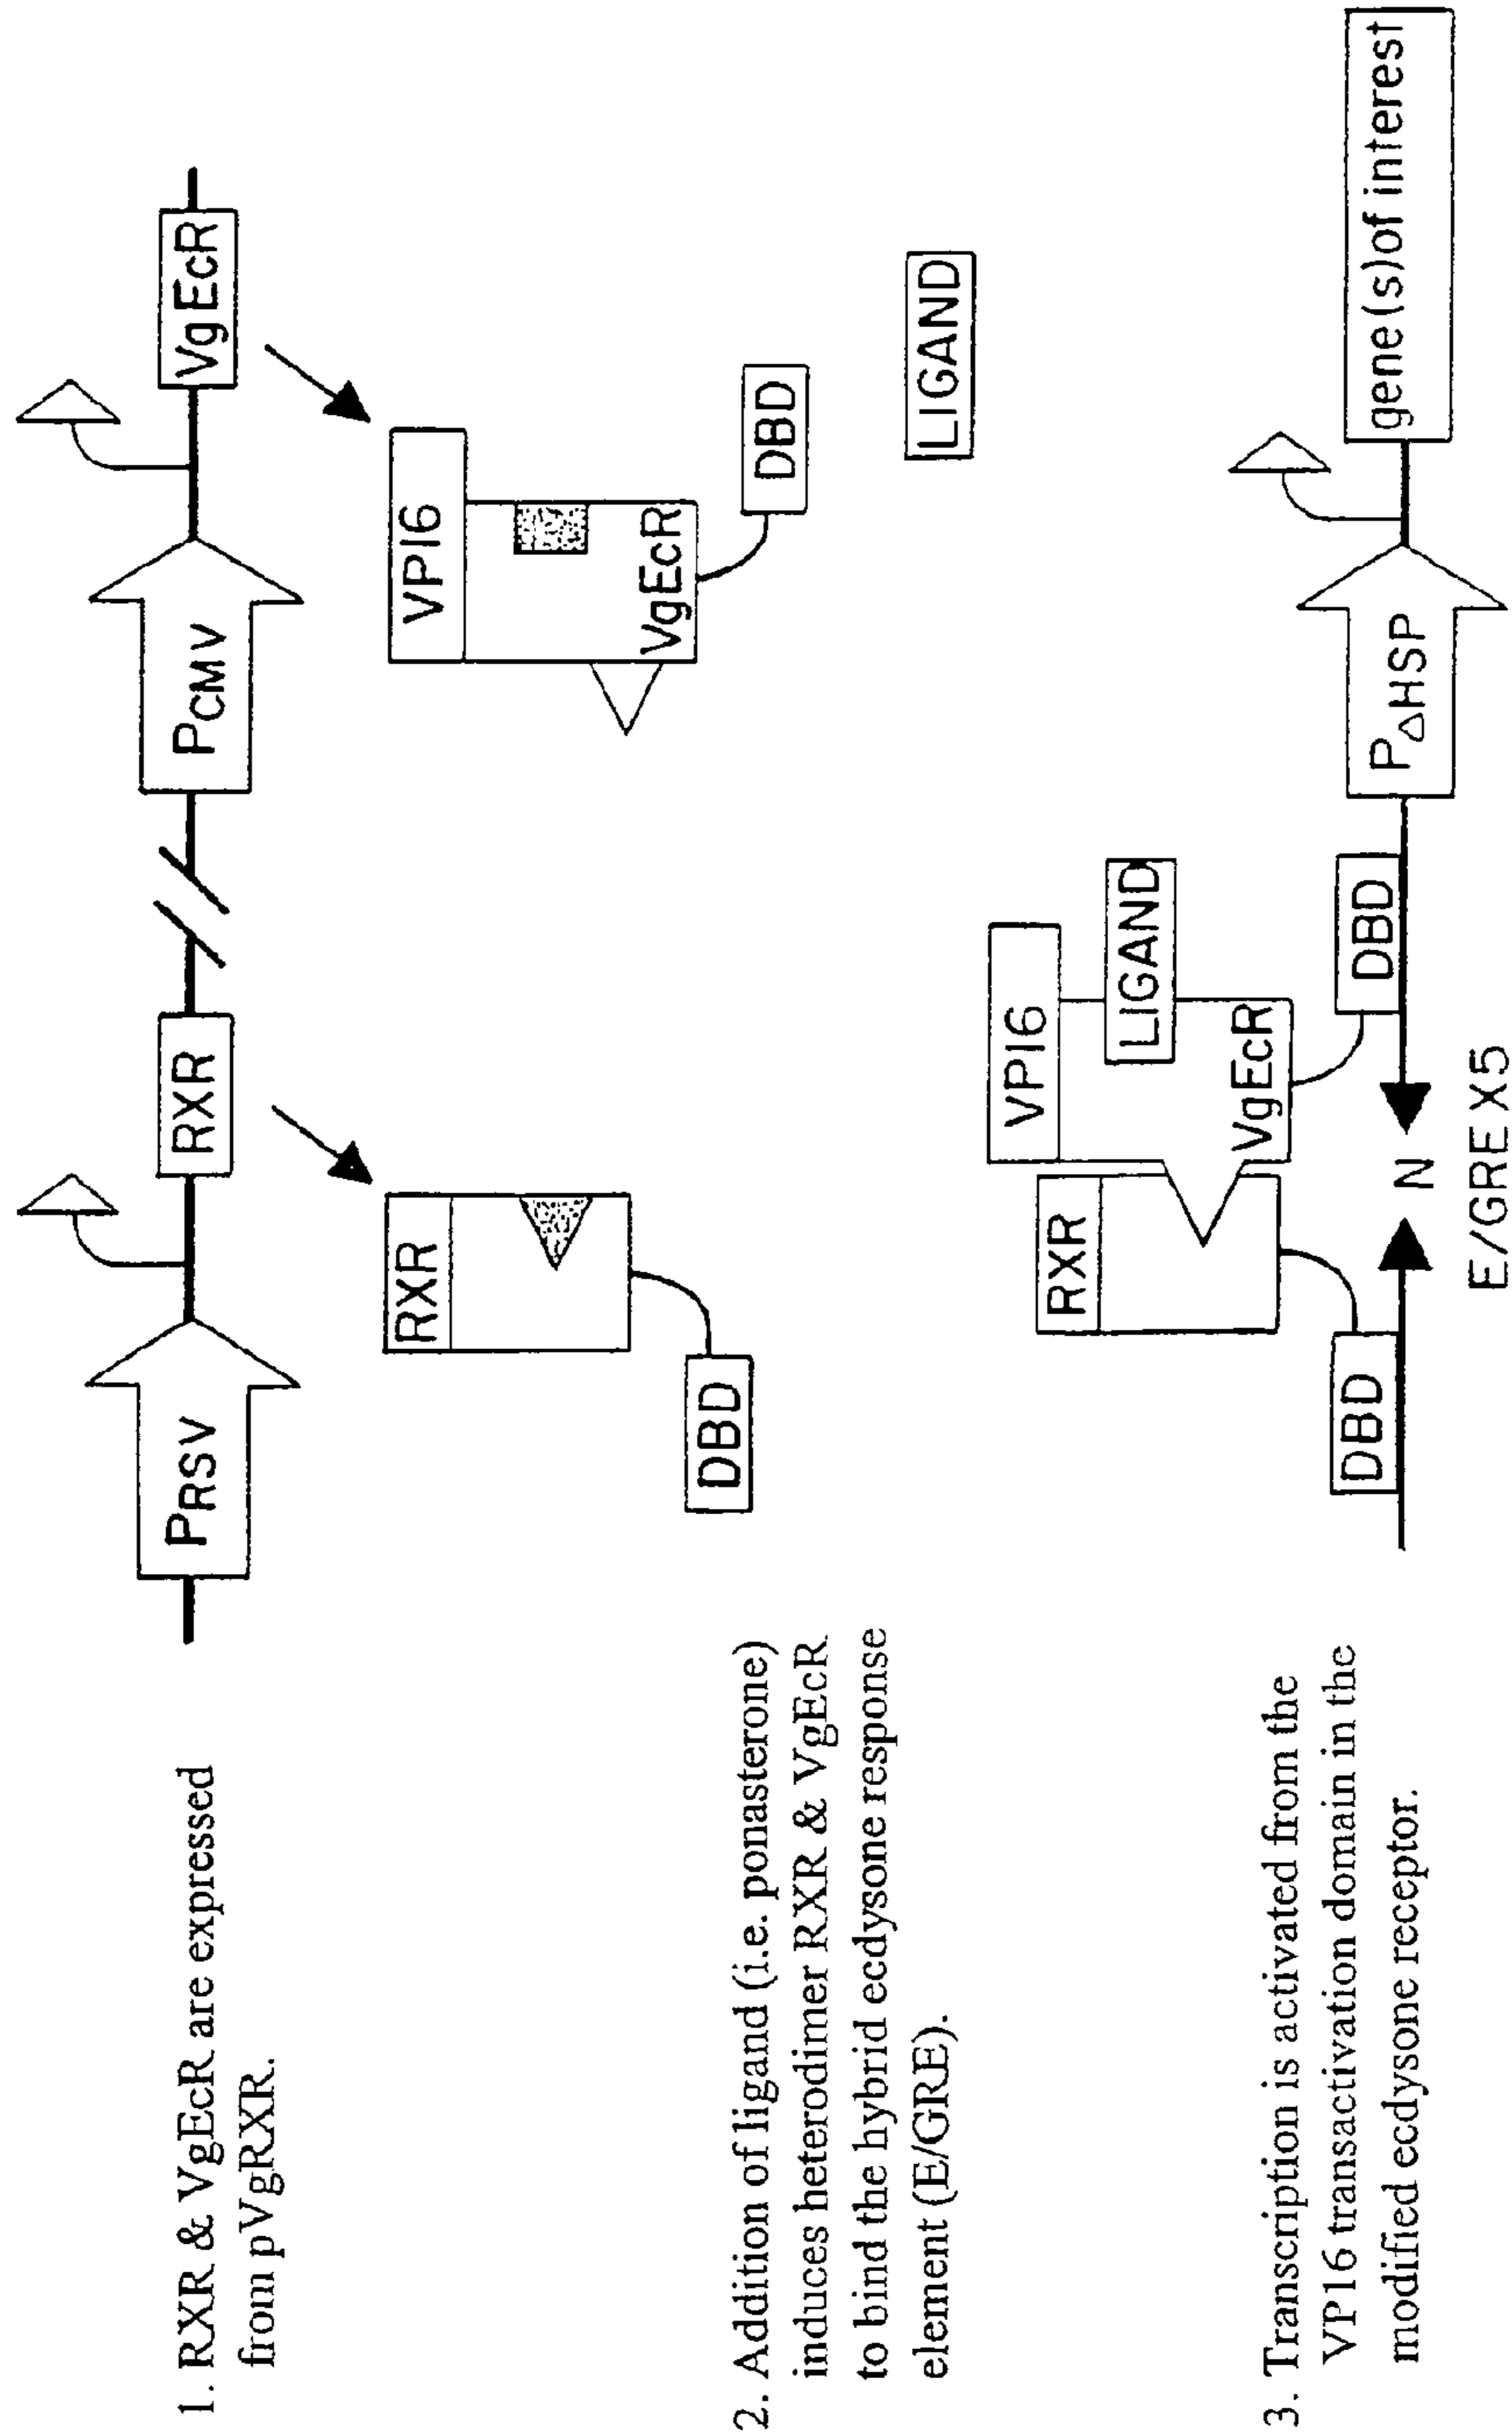 1. RXR & VgEcR are expressed
from pVgRXR.
PRSV
RXR
PCMV
VgEcR
RXR
DBD
VP16
VgEcR
DBD
LIGAND
2. Addition of ligand (i.e. ponasterone)
induces heterodimer RXR & VgEcR
to bind the hybrid ecdysone response
element (E/GRE).
3. Transcription is activated from the
VP16 transactivation domain in the
modified ecdysone receptor.
RXR
VP16
LIGAND
VgEcR
DBD
DBD
N
E/GRE X5
P△HSP
gene(s)of interest